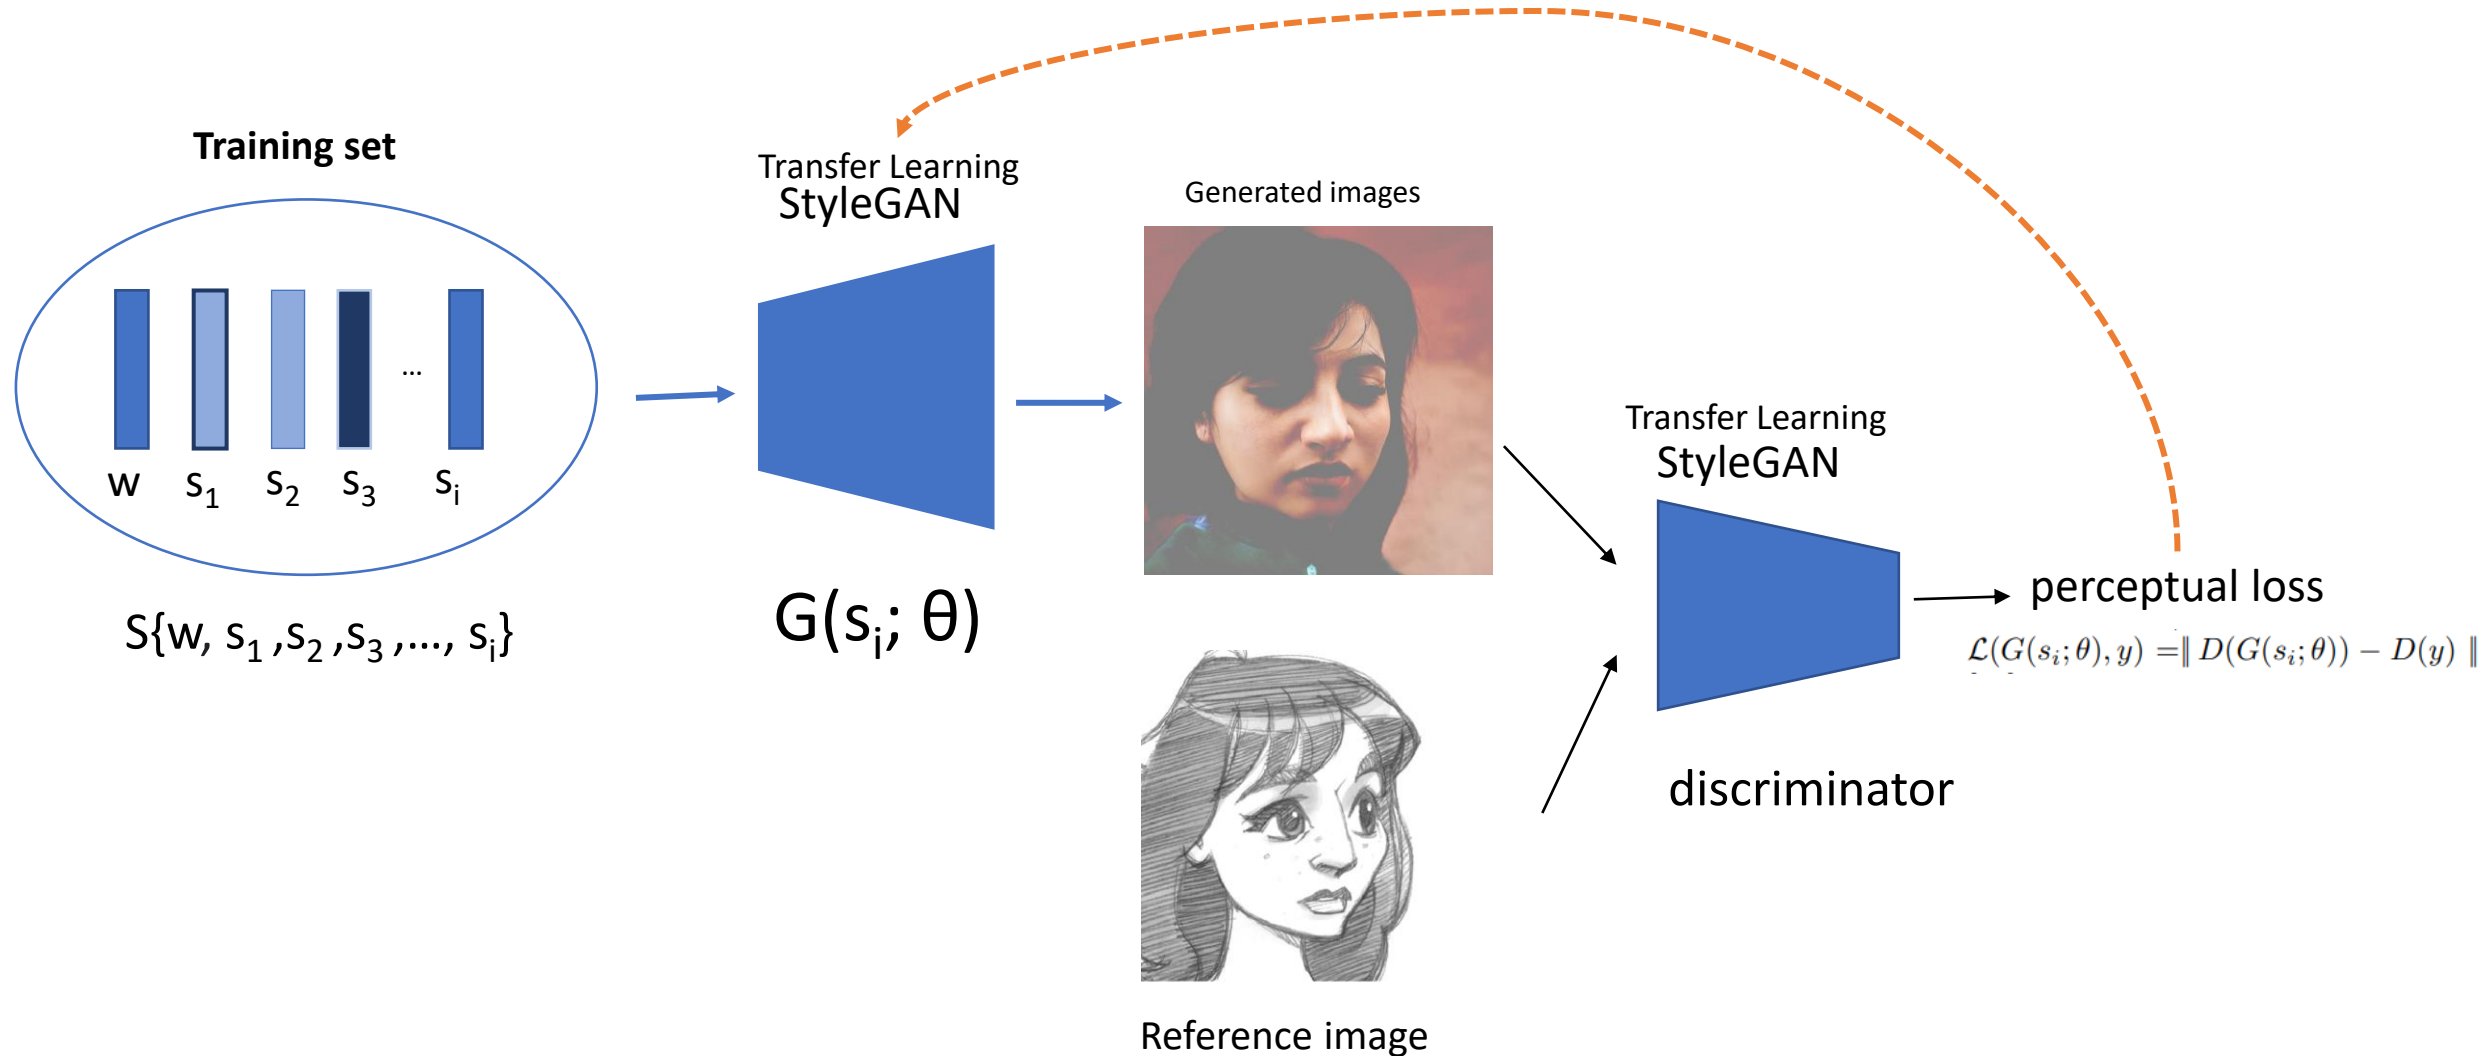 Training set
w s₁ s₂ s₃ ... sᵢ
S{w, s₁ ,s₂ ,s₃ ,..., sᵢ}
Transfer Learning
StyleGAN
G(sᵢ; θ)
Generated images
Reference image
Transfer Learning
StyleGAN
discriminator
perceptual loss
ℒ(G(sᵢ; θ), y) =‖ D(G(sᵢ; θ)) − D(y) ‖